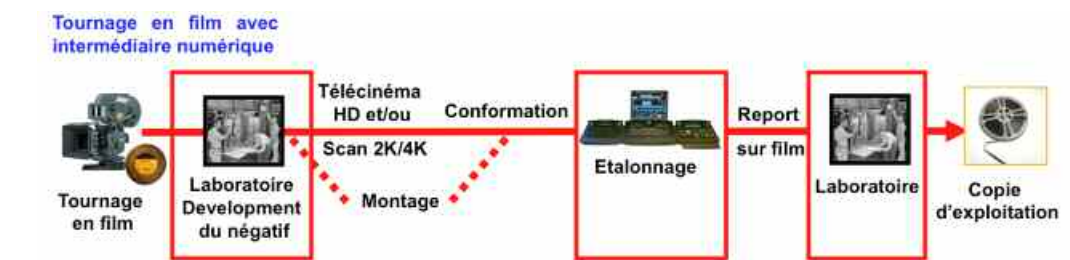 Tournage en film avec
intermédiaire numérique
Tournage
en film
Laboratoire
Development
du négatif
Télécinéma
HD et/ou
Scan 2K/4K
Montage
Conformation
Etalonnage
Report
sur film
Laboratoire
Copie
d'exploitation